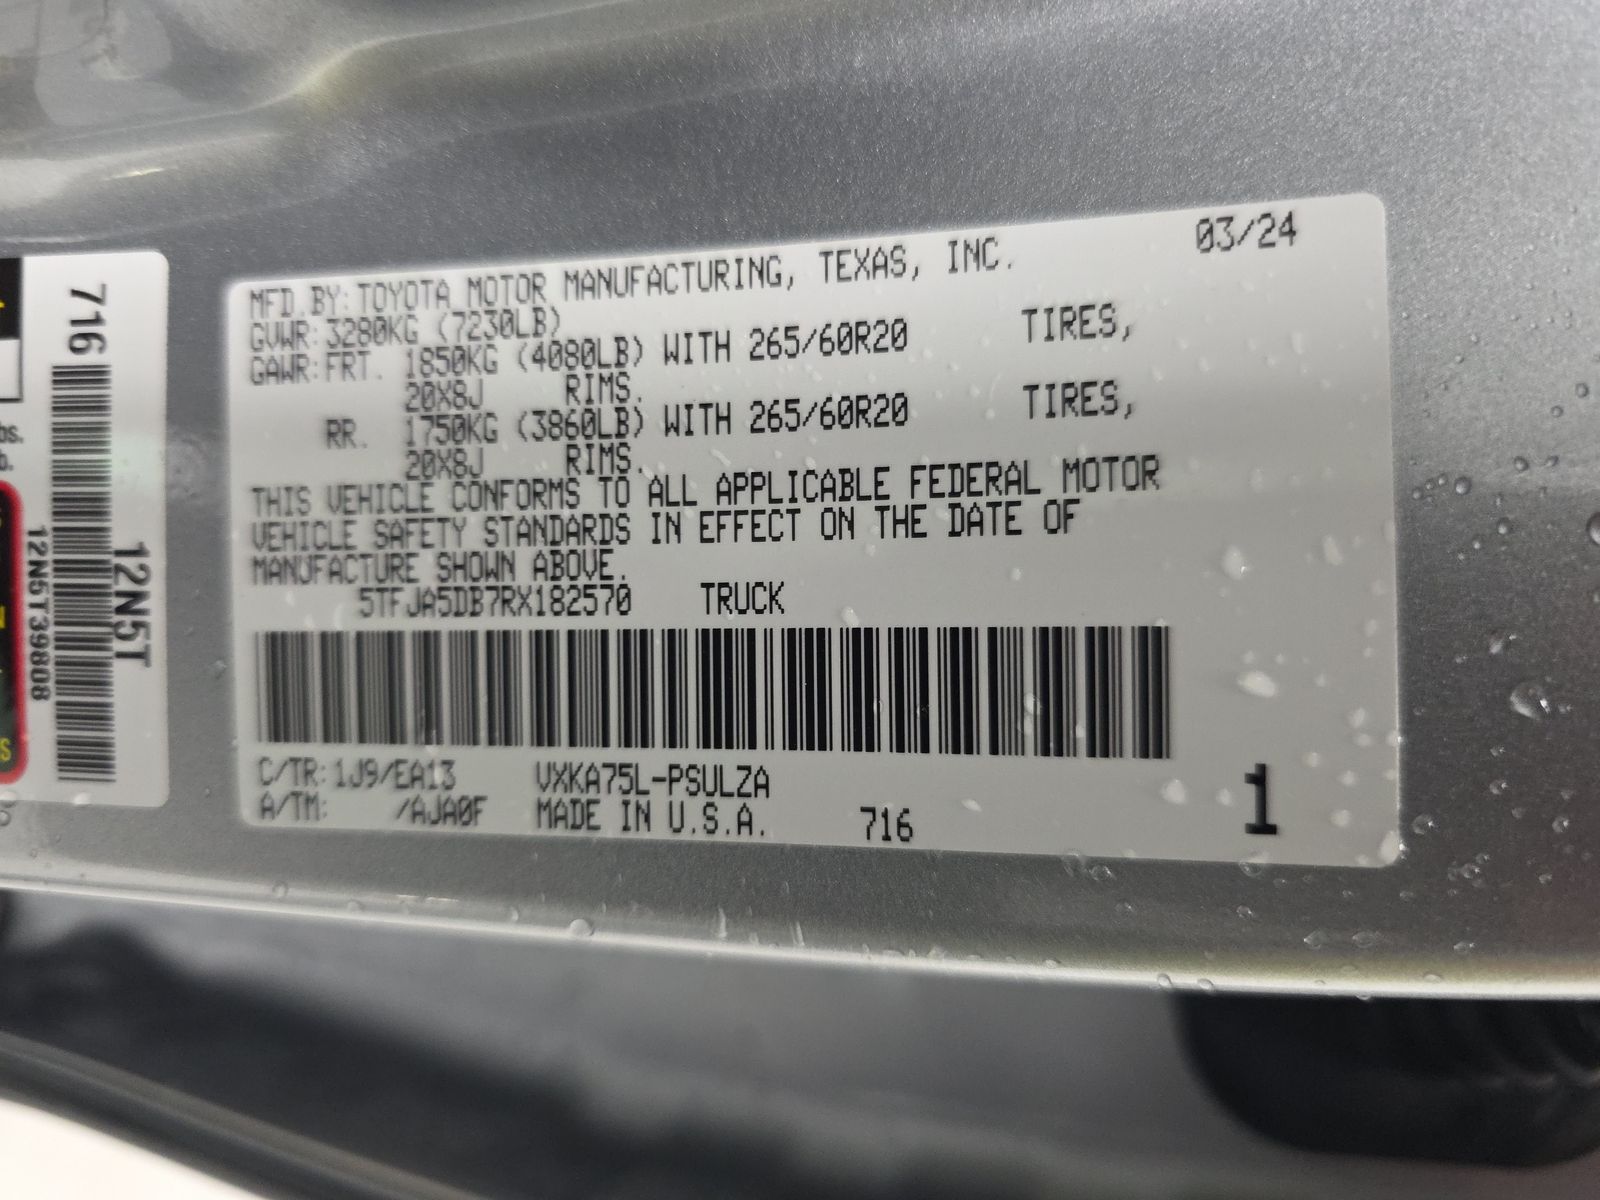 MFD.BY:TOYOTA MOTOR MANUFACTURING, TEXAS, INC. 03/24
GVWR:3280KG (7230LB)
GAWR:FRT. 1850KG (4080LB) WITH 265/60R20 TIRES,
20X8J RIMS.
RR. 1750KG (3860LB) WITH 265/60R20 TIRES,
20X8J RIMS.
THIS VEHICLE CONFORMS TO ALL APPLICABLE FEDERAL MOTOR
VEHICLE SAFETY STANDARDS IN EFFECT ON THE DATE OF
MANUFACTURE SHOWN ABOVE.
5TFJA5DB7RX182570 TRUCK
C/TR:1J9/EA13 VXKA75L-PSULZA
A/TM: /AJA0F MADE IN U.S.A. 716 1
716
12N5T
12N5T39808